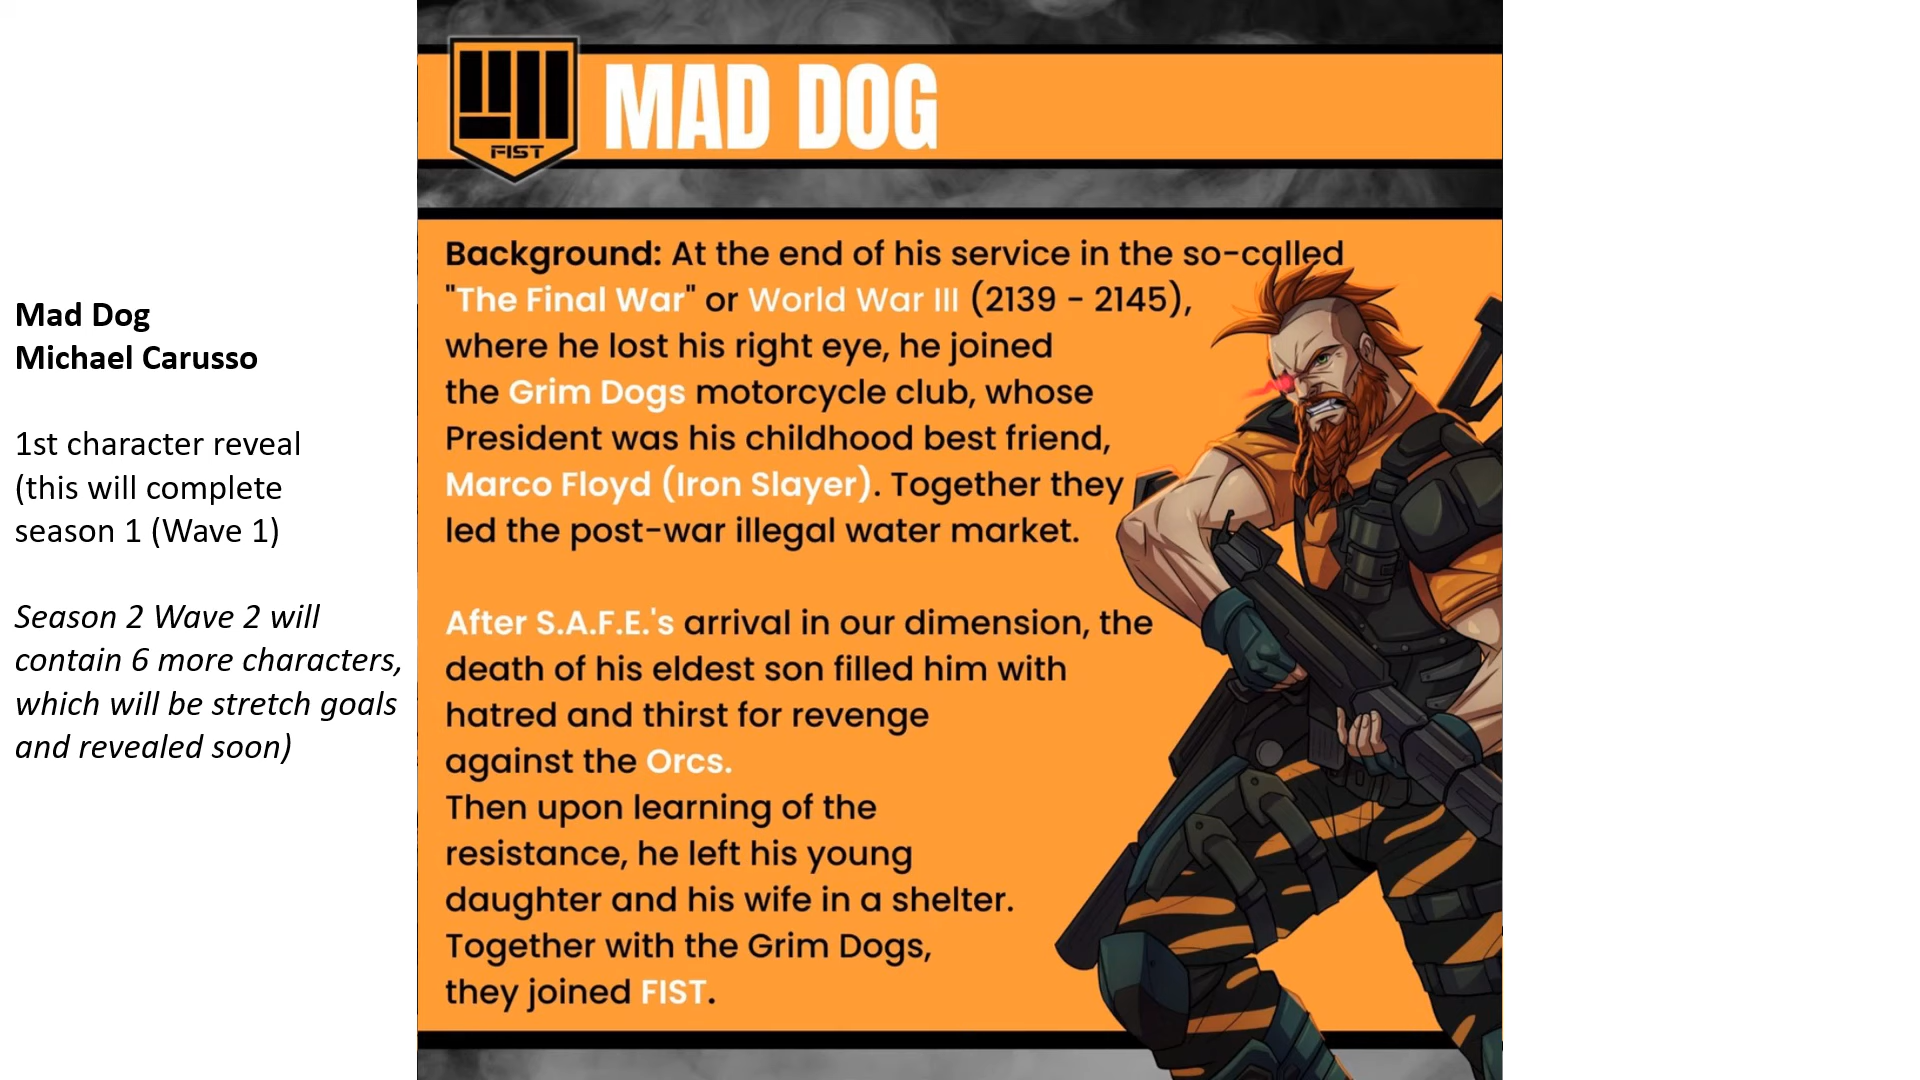 Mad Dog
Michael Carusso
1st character reveal
(this will complete
season 1 (Wave 1)
Season 2 Wave 2 will
contain 6 more characters,
which will be stretch goals
and revealed soon)
FIST
MAD DOG
Background: At the end of his service in the so-called
"The Final War" or World War III (2139 - 2145),
where he lost his right eye, he joined
the Grim Dogs motorcycle club, whose
President was his childhood best friend,
Marco Floyd (Iron Slayer). Together they
led the post-war illegal water market.
After S.A.F.E.'s arrival in our dimension, the
death of his eldest son filled him with
hatred and thirst for revenge
against the Orcs.
Then upon learning of the
resistance, he left his young
daughter and his wife in a shelter.
Together with the Grim Dogs,
they joined FIST.